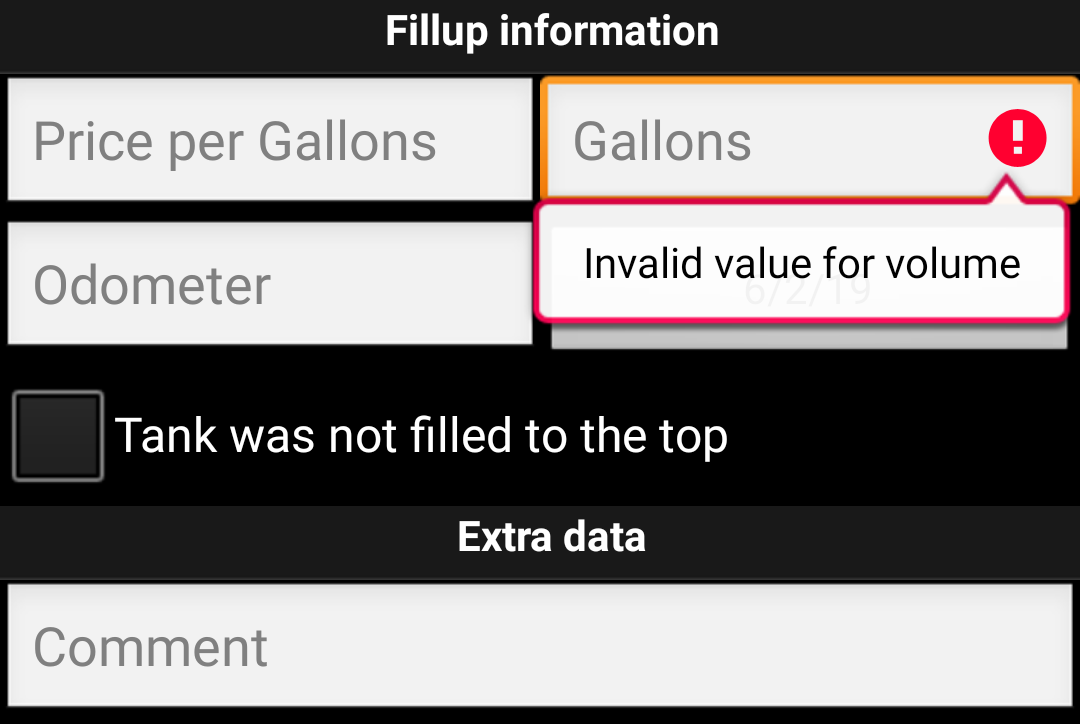 Fillup information
Price per Gallons
Gallons
Odometer
Invalid value for volume
6/2/19
Tank was not filled to the top
Extra data
Comment